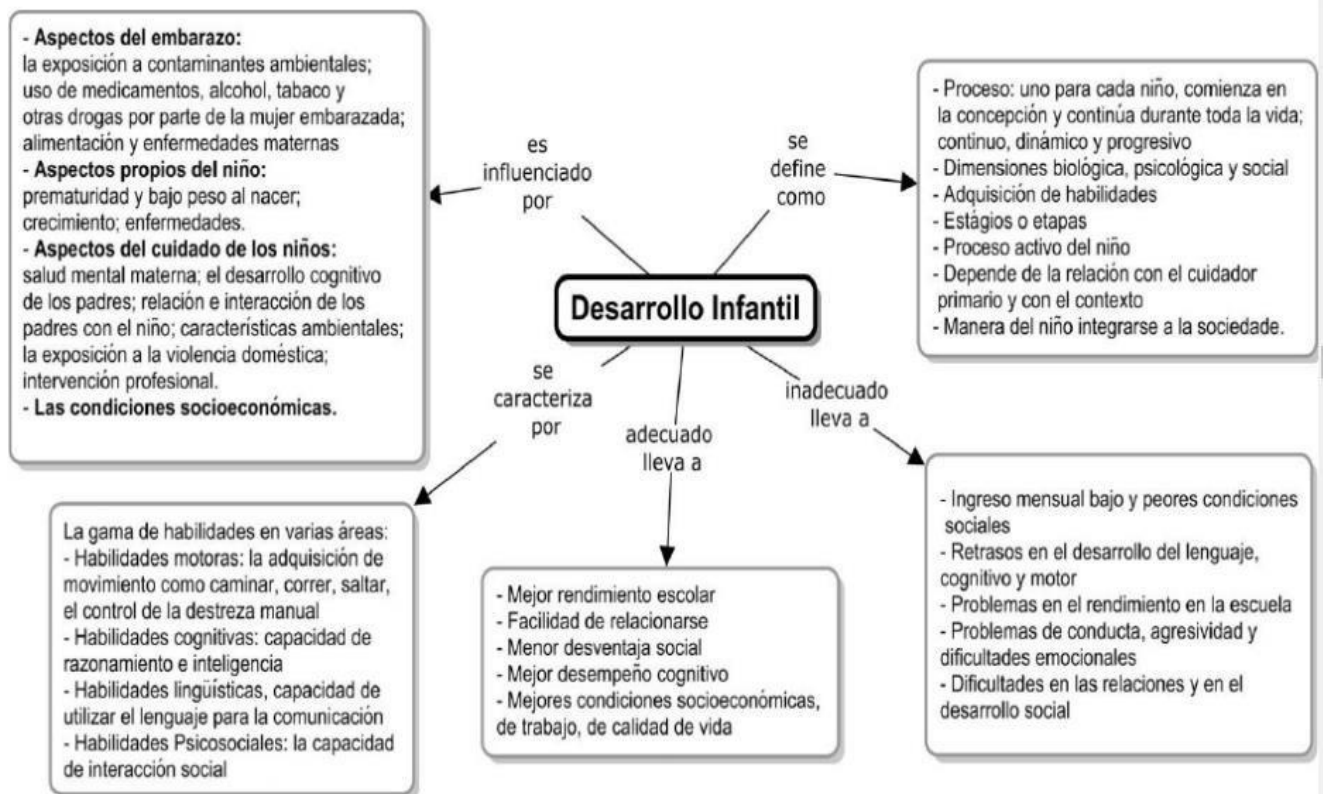 - Aspectos del embarazo:
la exposición a contaminantes ambientales;
uso de medicamentos, alcohol, tabaco y
otras drogas por parte de la mujer embarazada;
alimentación y enfermedades maternas
- Aspectos propios del niño:
prematuridad y bajo peso al nacer;
crecimiento; enfermedades.
- Aspectos del cuidado de los niños:
salud mental materna; el desarrollo cognitivo
de los padres; relación e interacción de los
padres con el niño; características ambientales;
la exposición a la violencia doméstica;
intervención profesional.
- Las condiciones socioeconómicas.
es
influenciado
por
se
define
como
- Proceso: uno para cada niño, comienza en
la concepción y continúa durante toda la vida;
continuo, dinámico y progresivo
- Dimensiones biológica, psicológica y social
- Adquisición de habilidades
- Estágios o etapas
- Proceso activo del niño
- Depende de la relación con el cuidador
primario y con el contexto
- Manera del niño integrarse a la sociedade.
Desarrollo Infantil
se
caracteriza
por
adecuado
lleva a
inadecuado
lleva a
La gama de habilidades en varias áreas:
- Habilidades motoras: la adquisición de
movimiento como caminar, correr, saltar,
el control de la destreza manual
- Habilidades cognitivas: capacidad de
razonamiento e inteligencia
- Habilidades lingüísticas, capacidad de
utilizar el lenguaje para la comunicación
- Habilidades Psicosociales: la capacidad
de interacción social
- Mejor rendimiento escolar
- Facilidad de relacionarse
- Menor desventaja social
- Mejor desempeño cognitivo
- Mejores condiciones socioeconómicas,
de trabajo, de calidad de vida
- Ingreso mensual bajo y peores condiciones
sociales
- Retrasos en el desarrollo del lenguaje,
cognitivo y motor
- Problemas en el rendimiento en la escuela
- Problemas de conducta, agresividad y
dificultades emocionales
- Dificultades en las relaciones y en el
desarrollo social